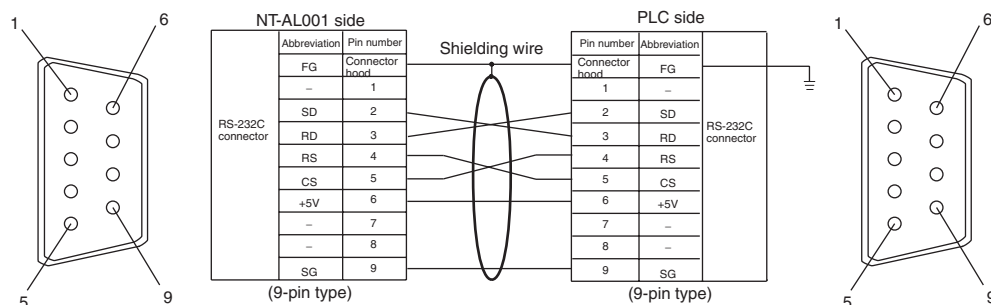 1
6
5
9
NT-AL001 side
RS-232C
connector
Abbreviation Pin number
FG Connector hood
– 1
SD 2
RD 3
RS 4
CS 5
+5V 6
– 7
– 8
SG 9
(9-pin type)
Shielding wire
PLC side
Pin number Abbreviation
Connector hood FG
1 –
2 SD
3 RD
4 RS
5 CS
6 +5V
7 –
8 –
9 SG
RS-232C
connector
(9-pin type)
1
6
5
9